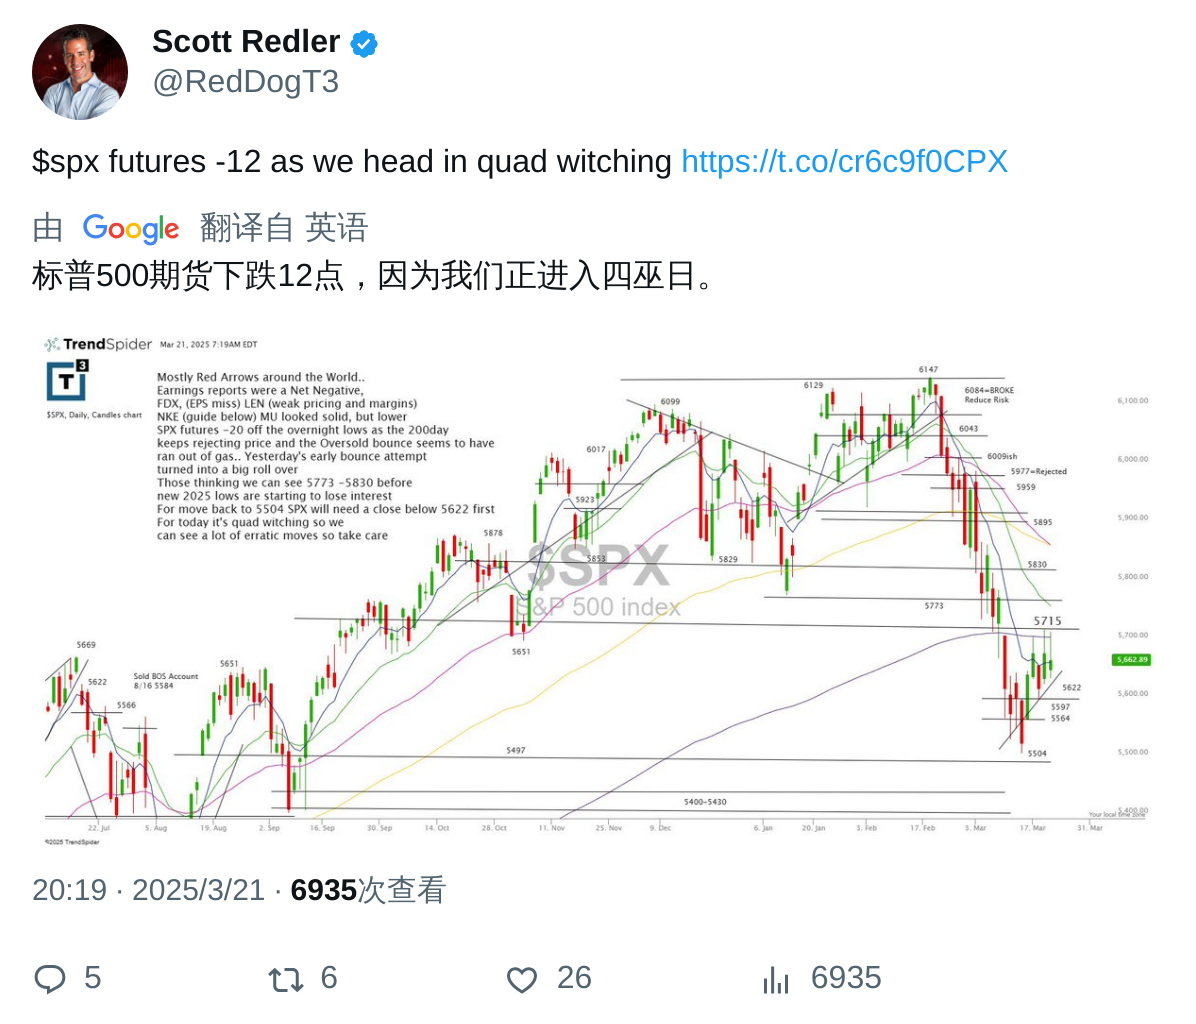 Scott Redler
@RedDogT3
$spx futures -12 as we head in quad witching https://t.co/cr6c9f0CPX
由 Google 翻译自 英语
标普500期货下跌12点，因为我们正进入四巫日。
TrendSpider Mar 21, 2025 7:19AM EDT
T3
$SPX, Daily, Candles chart
Mostly Red Arrows around the World..
Earnings reports were a Net Negative,
FDX, (EPS miss) LEN (weak pricing and margins)
NKE (guide below) MU looked solid, but lower
SPX futures -20 off the overnight lows as the 200day
keeps rejecting price and the Oversold bounce seems to have
ran out of gas.. Yesterday's early bounce attempt
turned into a big roll over
Those thinking we can see 5773 -5830 before
new 2025 lows are starting to lose interest
For move back to 5504 SPX will need a close below 5622 first
For today it's quad witching so we
can see a lot of erratic moves so take care
$SPX
S&P 500 index
5669
5622
5566
Sold BOS Account
8/16 5584
5651
5878
5651
5497
5923
5853
6017
6099
5829
6129
6147
6084=BROKE
Reduce Risk
6043
6009ish
5977=Rejected
5959
5895
5830
5773
5715
5622
5597
5564
5504
5400-5430
6,100.00
6,000.00
5,900.00
5,800.00
5,700.00
5,662.89
5,600.00
5,500.00
5,400.00
Your local time zone
22. Jul 5. Aug 19. Aug 2. Sep 16. Sep 30. Sep 14. Oct 28. Oct 11. Nov 25. Nov 9. Dec 6. Jan 20. Jan 3. Feb 17. Feb 3. Mar 17. Mar 31. Mar
©2025 TrendSpider
20:19 · 2025/3/21 · 6935次查看
5 6 26 6935